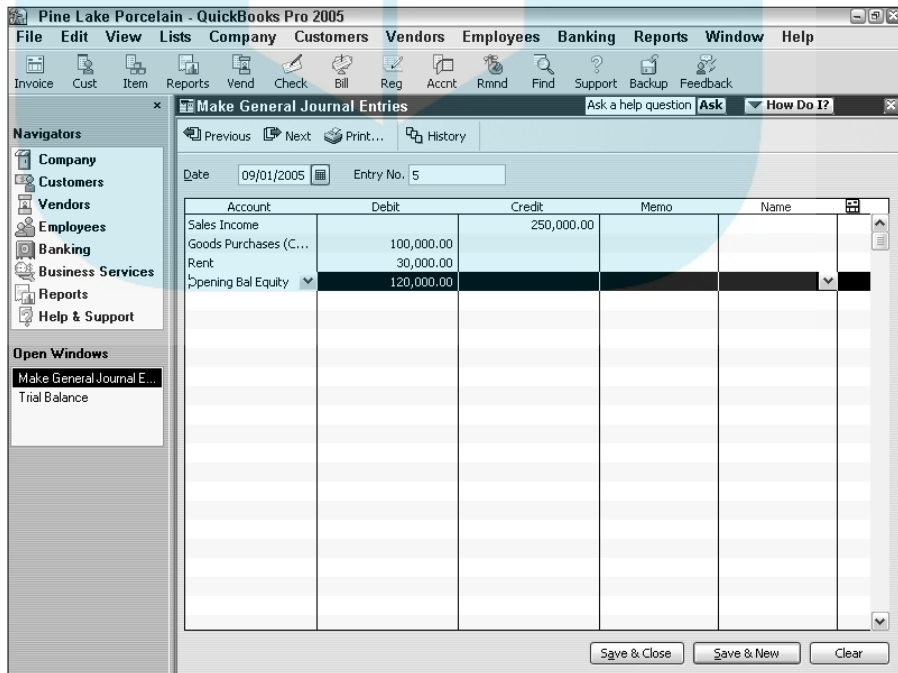 Pine Lake Porcelain - QuickBooks Pro 2005
File Edit View Lists Company Customers Vendors Employees Banking Reports Window Help
Invoice Cust Item Reports Vend Check Bill Reg Accnt Rmnd Find Support Backup Feedback
Make General Journal Entries Ask a help question Ask How Do I?
Navigators
Company
Customers
Vendors
Employees
Banking
Business Services
Reports
Help & Support
Open Windows
Make General Journal E...
Trial Balance
Previous Next Print... History
Date 09/01/2005 Entry No. 5
Account Debit Credit Memo Name
Sales Income 250,000.00
Goods Purchases (C... 100,000.00
Rent 30,000.00
Opening Bal Equity 120,000.00
Save & Close Save & New Clear